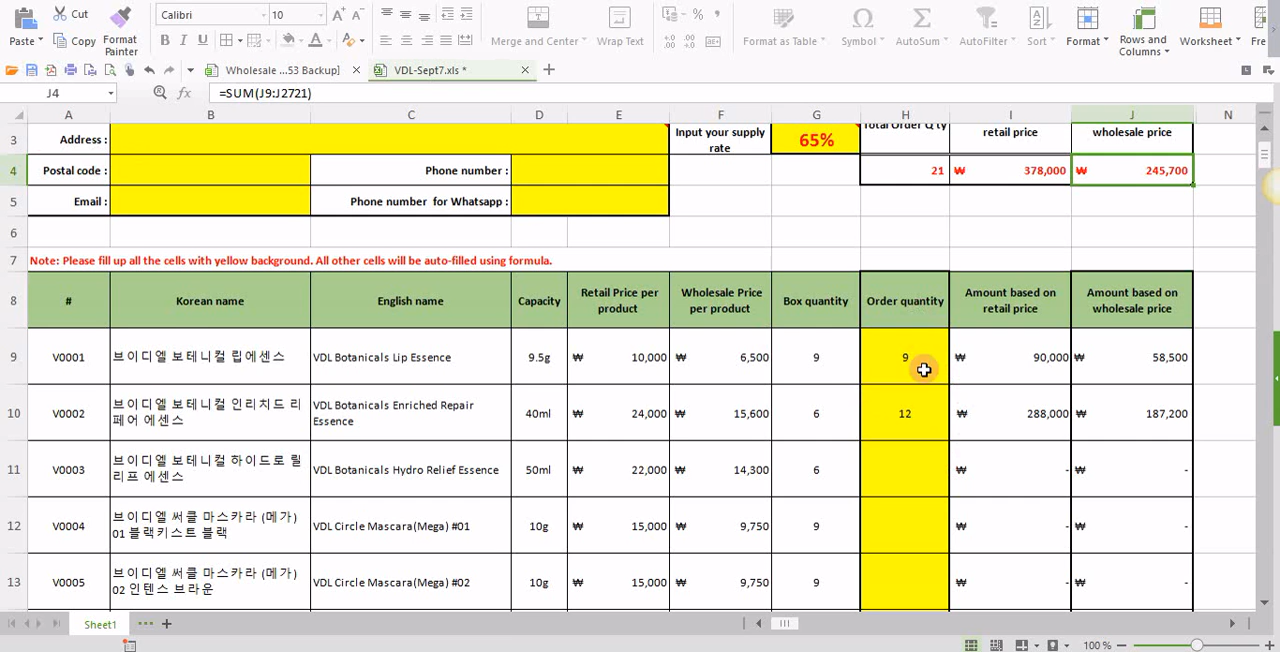 Cut
Calibri
10
Paste
Copy
Format
Painter
B I U
Merge and Center
Wrap Text
Format as Table
Symbol
AutoSum
AutoFilter
Sort
Format
Rows and
Columns
Worksheet
Fre
Wholesale ...53 Backup]
VDL-Sept7.xls *
J4
fx
=SUM(J9:J2721)
A B C D E F G H I J N
3
Address :
Input your supply
rate
65%
Total Order Q'ty
retail price
wholesale price
4
Postal code :
Phone number :
21
₩ 378,000
₩ 245,700
5
Email :
Phone number for Whatsapp :
6
7
Note: Please fill up all the cells with yellow background. All other cells will be auto-filled using formula.
8
#
Korean name
English name
Capacity
Retail Price per
product
Wholesale Price
per product
Box quantity
Order quantity
Amount based on
retail price
Amount based on
wholesale price
9
V0001
브이디엘 보테니컬 립에센스
VDL Botanicals Lip Essence
9.5g
₩ 10,000
₩ 6,500
9
9
₩ 90,000
₩ 58,500
10
V0002
브이디엘 보테니컬 인리치드 리
페어 에센스
VDL Botanicals Enriched Repair
Essence
40ml
₩ 24,000
₩ 15,600
6
12
₩ 288,000
₩ 187,200
11
V0003
브이디엘 보테니컬 하이드로 릴
리프 에센스
VDL Botanicals Hydro Relief Essence
50ml
₩ 22,000
₩ 14,300
6
₩ -
₩ -
12
V0004
브이디엘 써클 마스카라 (메가)
01 블랙키스트 블랙
VDL Circle Mascara(Mega) #01
10g
₩ 15,000
₩ 9,750
9
₩ -
₩ -
13
V0005
브이디엘 써클 마스카라 (메가)
02 인텐스 브라운
VDL Circle Mascara(Mega) #02
10g
₩ 15,000
₩ 9,750
9
₩ -
₩ -
Sheet1
100 %